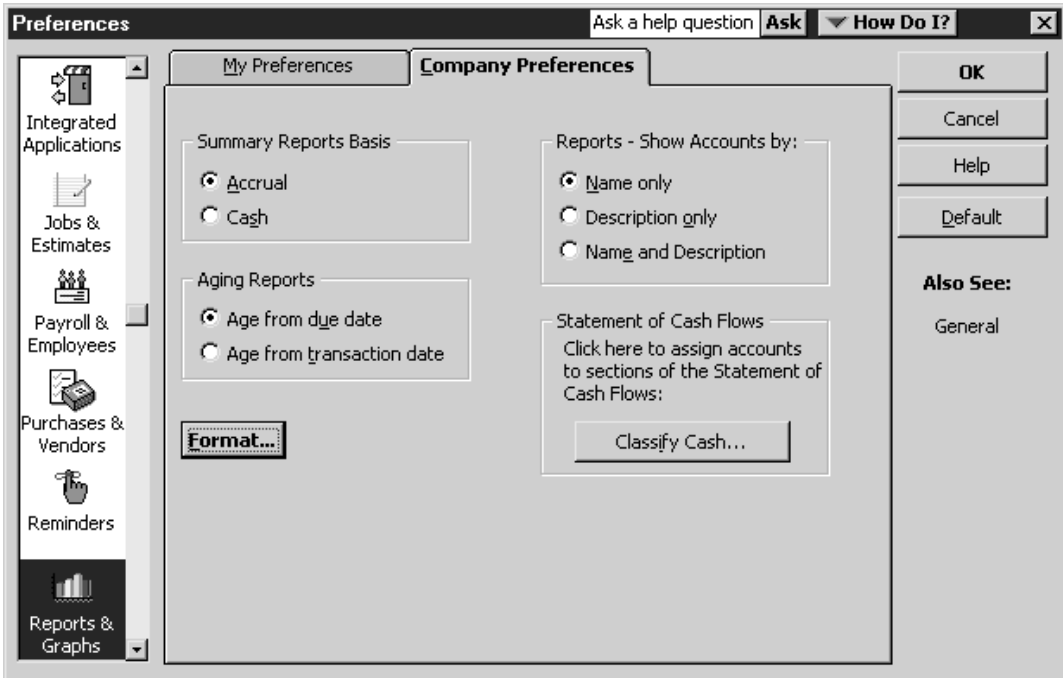 Preferences
Ask a help question Ask How Do I?
Integrated
Applications
Jobs &
Estimates
Payroll &
Employees
Purchases &
Vendors
Reminders
Reports &
Graphs
My Preferences
Company Preferences
Summary Reports Basis
Accrual
Cash
Aging Reports
Age from due date
Age from transaction date
Format...
Reports - Show Accounts by:
Name only
Description only
Name and Description
Statement of Cash Flows
Click here to assign accounts
to sections of the Statement of
Cash Flows:
Classify Cash...
OK
Cancel
Help
Default
Also See:
General